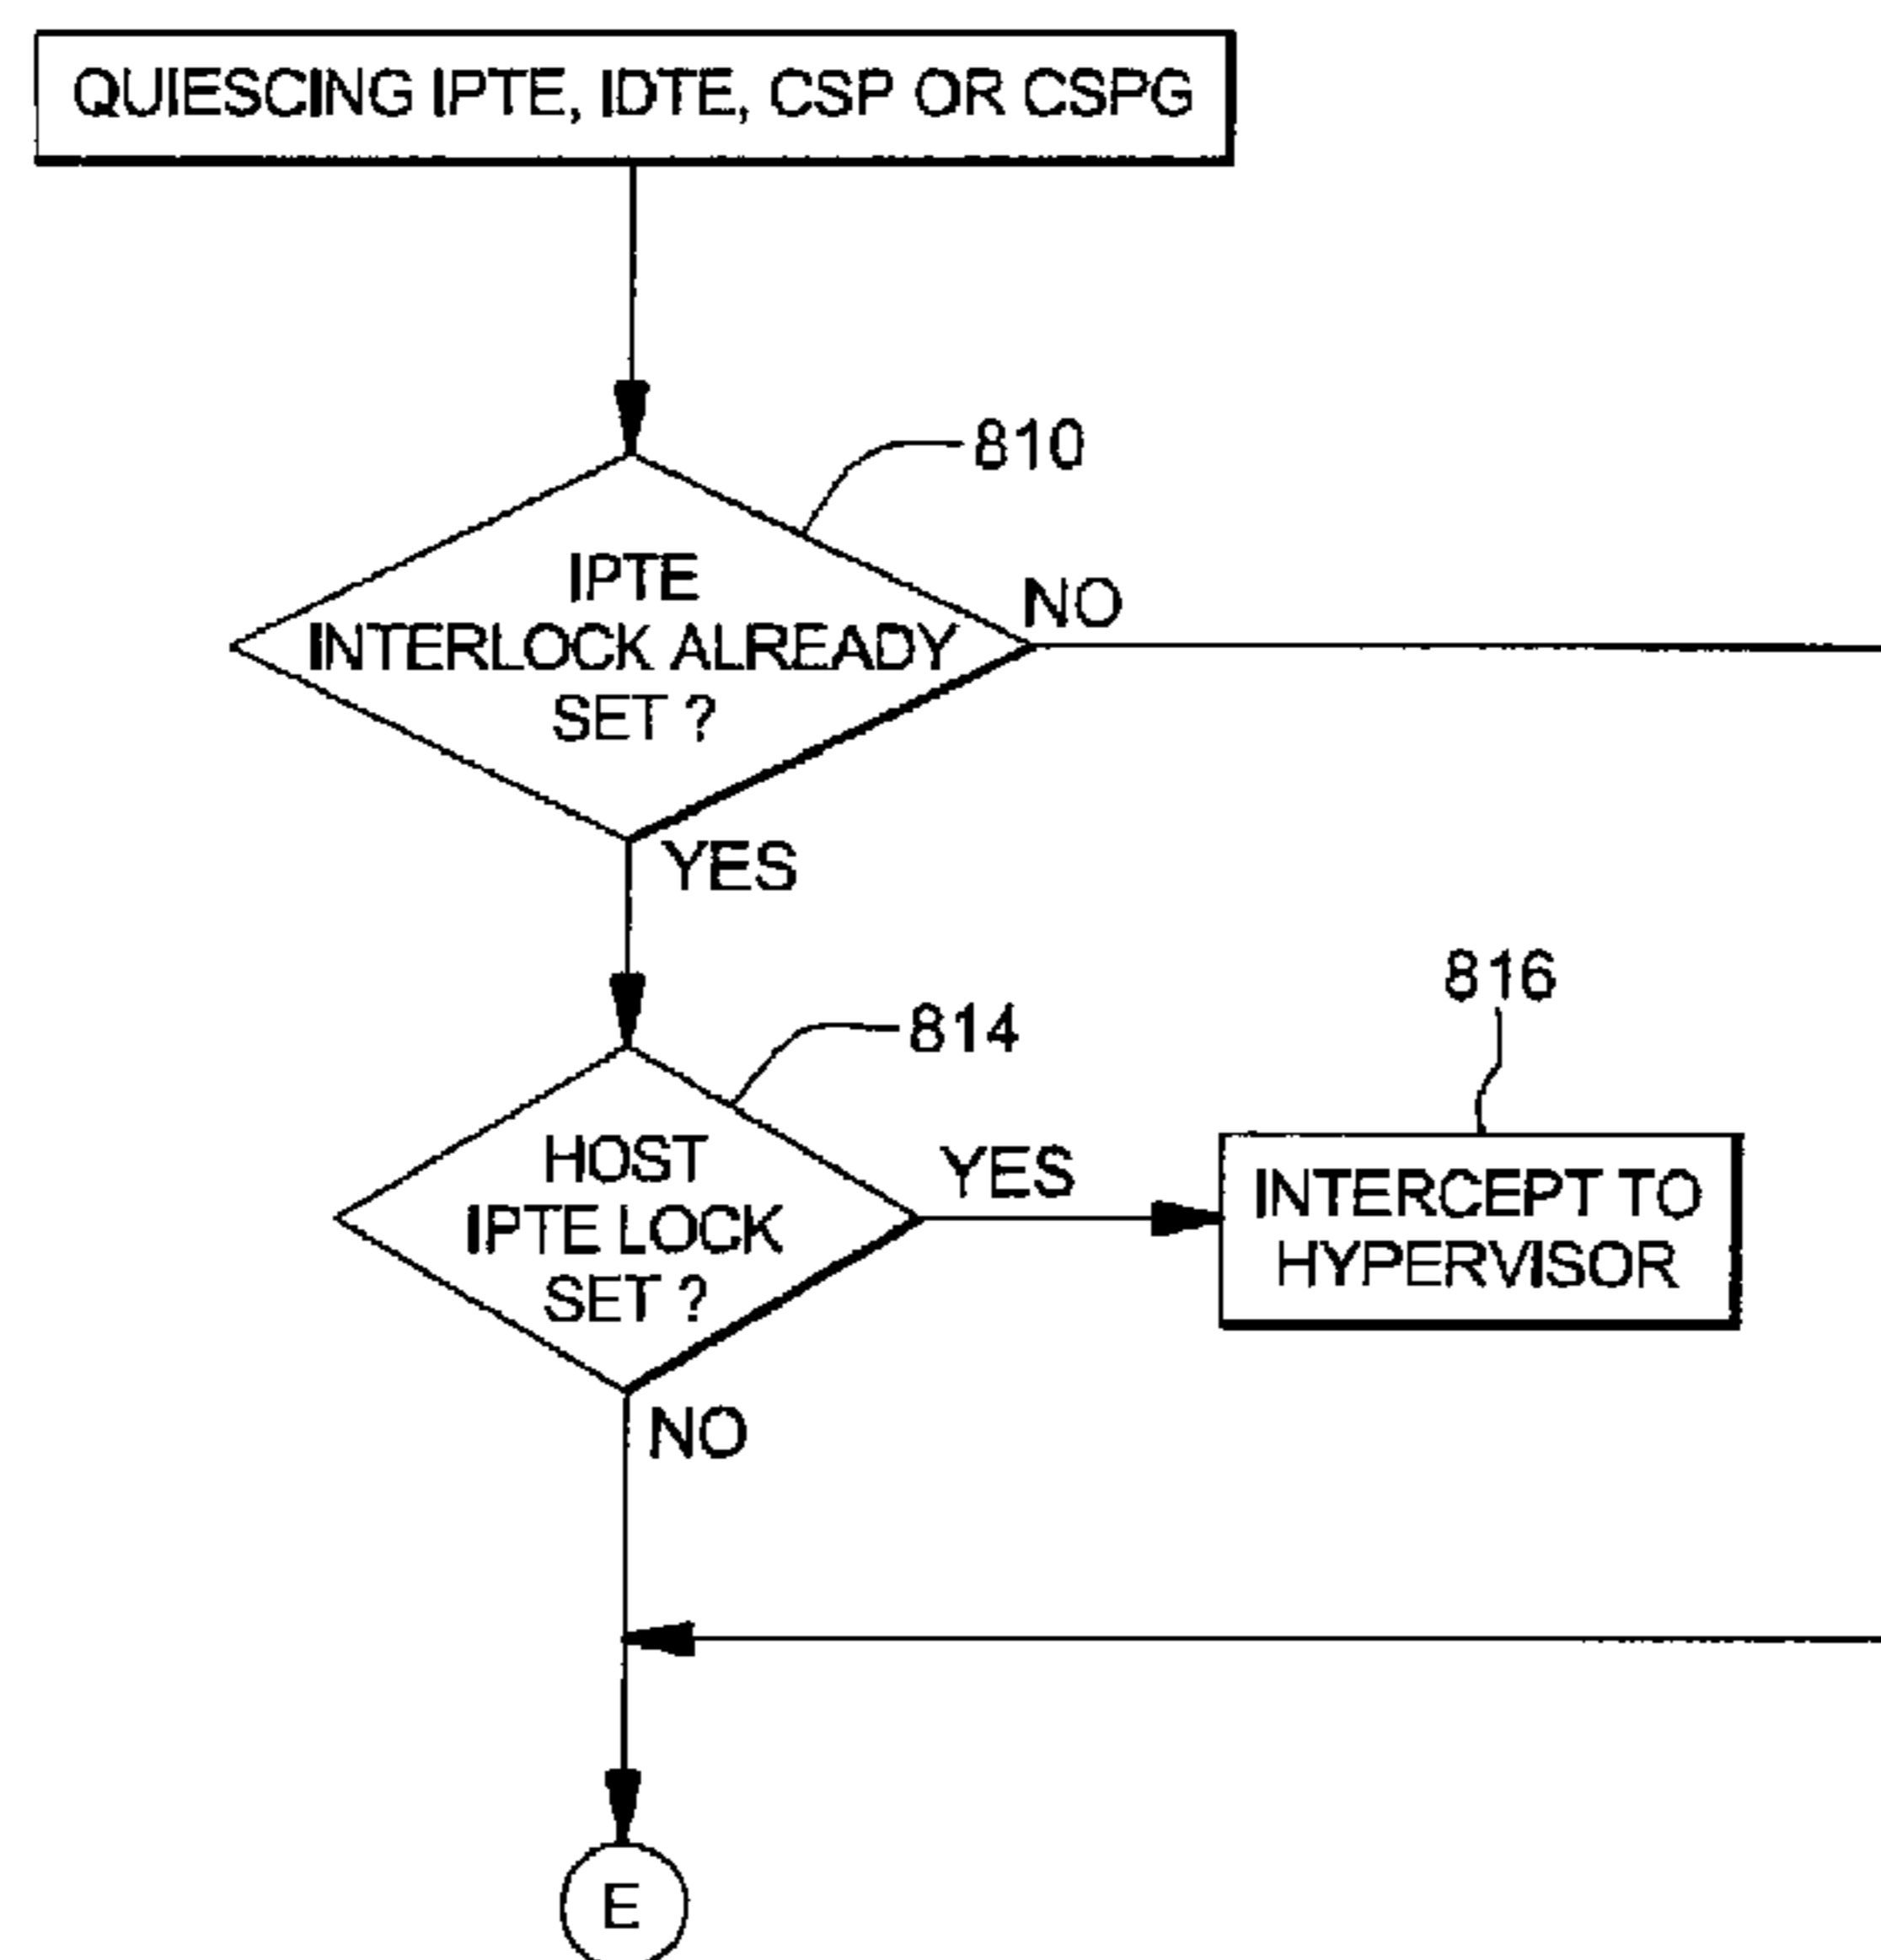 QUIESCING IPTE, IDTE, CSP OR CSPG
810
IPTE
INTERLOCK ALREADY
SET ?
NO
YES
814
816
HOST
IPTE LOCK
SET ?
YES
INTERCEPT TO
HYPERVISOR
NO
E